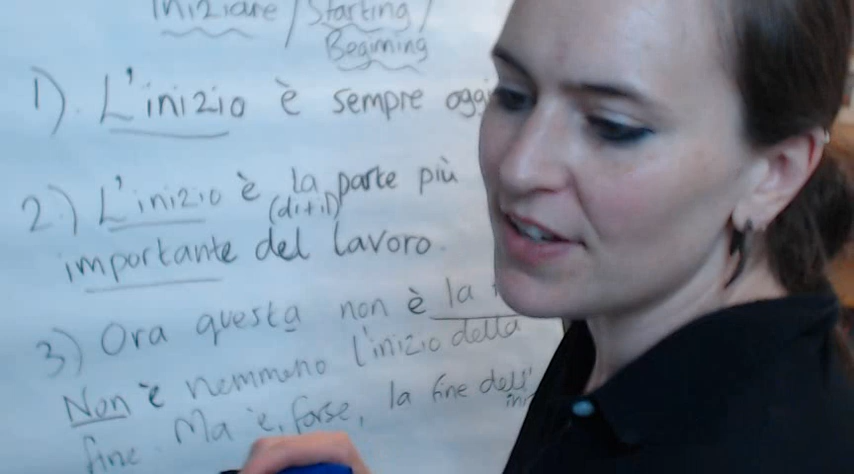 Iniziare / Starting /
Beginning
1). L'inizio è sempre oggi
2.) L'inizio è la parte più
(di+il)
importante del lavoro.
3) Ora questa non è la
Non è nemmeno l'inizio della
fine. Ma è, forse, la fine dell'